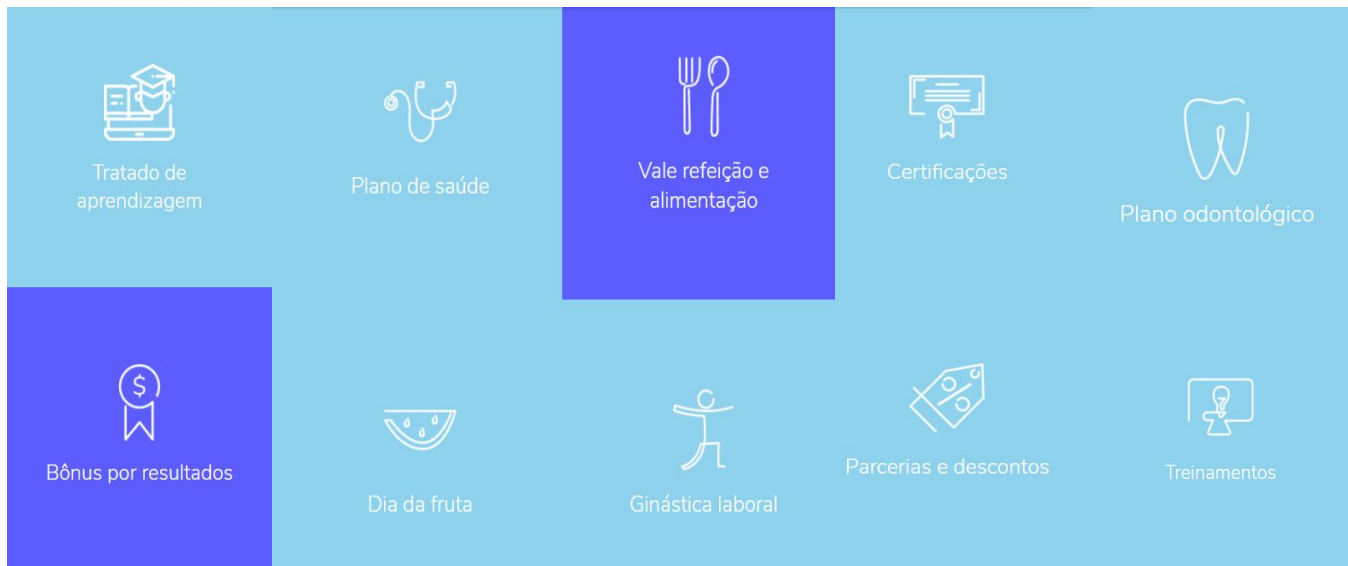 Tratado de
aprendizagem
Plano de saúde
Vale refeição e
alimentação
Certificações
Plano odontológico
$
Bônus por resultados
Dia da fruta
Ginástica laboral
Parcerias e descontos
Treinamentos